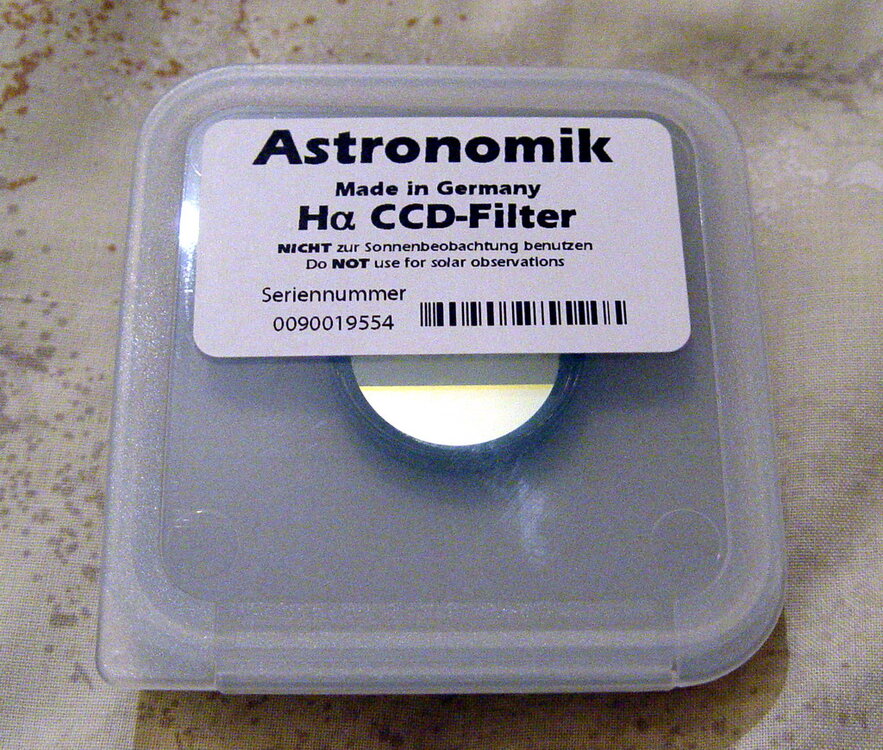 Astronomik
Made in Germany
Hα CCD-Filter
NICHT zur Sonnenbeobachtung benutzen
Do NOT use for solar observations
Seriennummer
0090019554